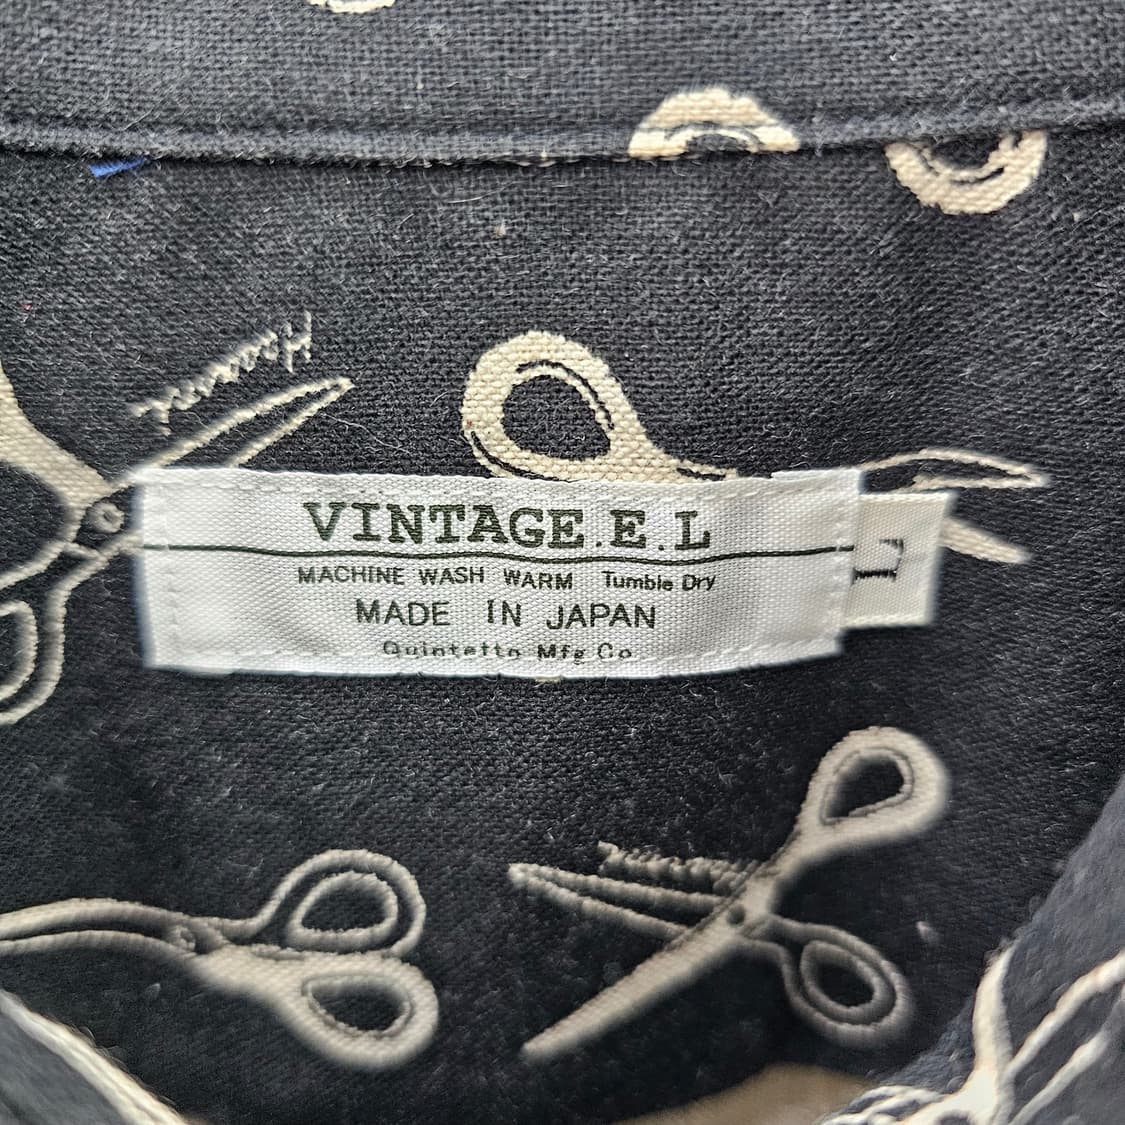 VINTAGE.E.L
MACHINE WASH WARM Tumble Dry
MADE IN JAPAN
Quintetto Mfg Co
L